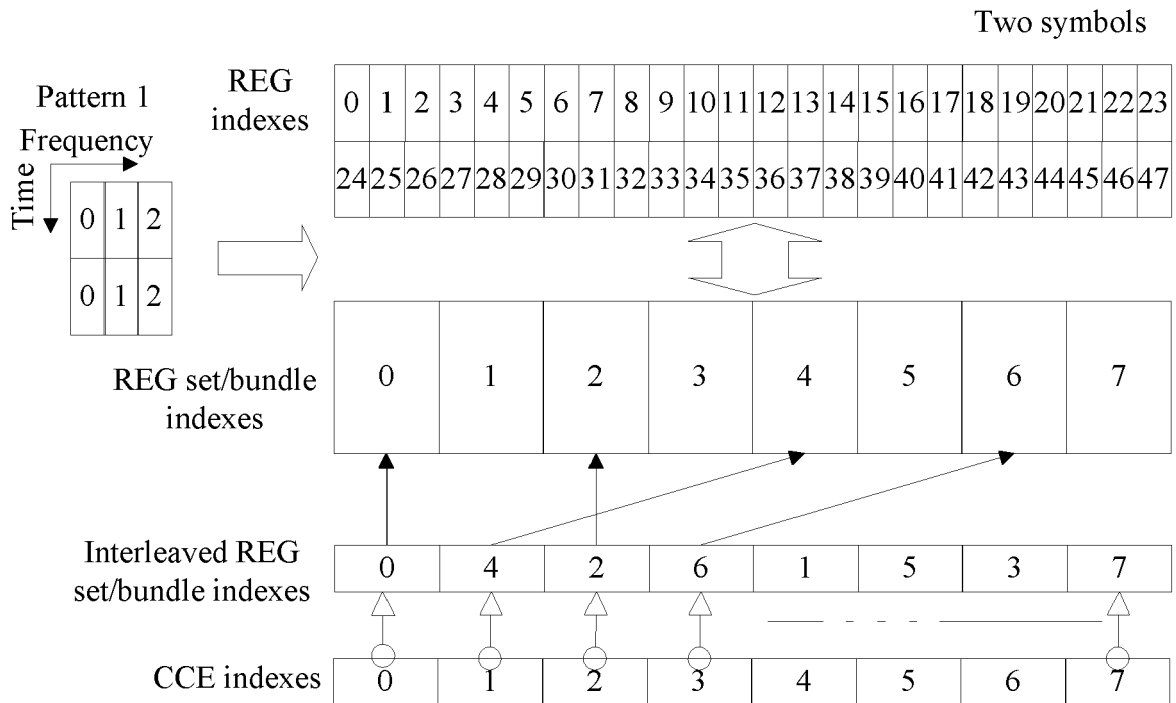 Two symbols
Pattern 1
Frequency
Time
0 1 2
0 1 2
REG
indexes
0 1 2 3 4 5 6 7 8 9 10 11 12 13 14 15 16 17 18 19 20 21 22 23
24 25 26 27 28 29 30 31 32 33 34 35 36 37 38 39 40 41 42 43 44 45 46 47
REG set/bundle
indexes
0 1 2 3 4 5 6 7
Interleaved REG
set/bundle indexes
0 4 2 6 1 5 3 7
CCE indexes
0 1 2 3 4 5 6 7